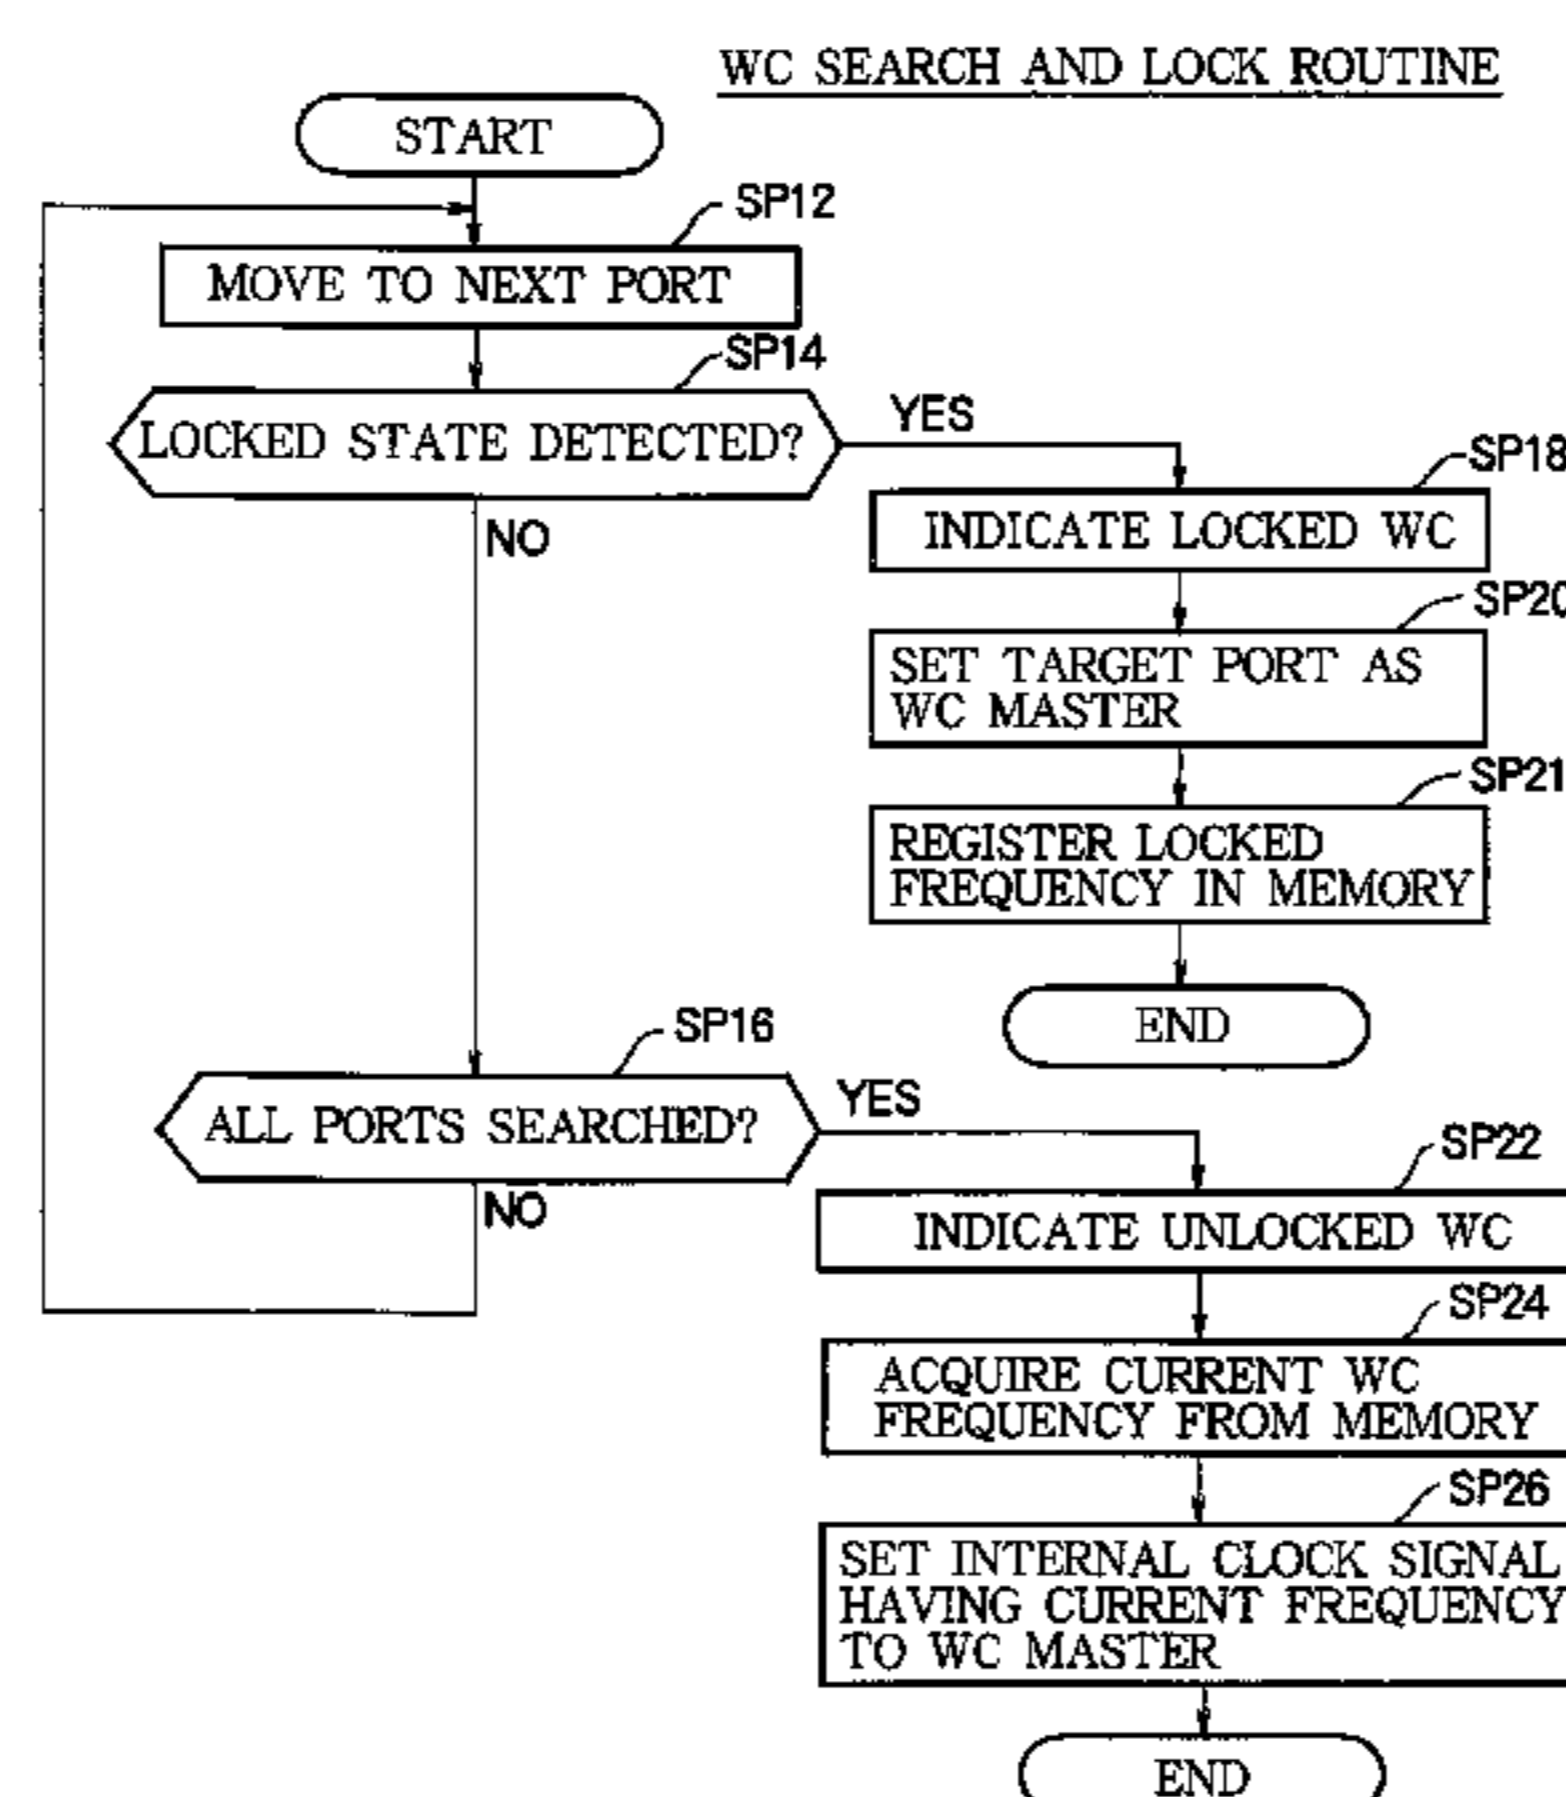 WC SEARCH AND LOCK ROUTINE
START
SP12
MOVE TO NEXT PORT
SP14
LOCKED STATE DETECTED?
YES
NO
SP18
INDICATE LOCKED WC
SP20
SET TARGET PORT AS
WC MASTER
SP21
REGISTER LOCKED
FREQUENCY IN MEMORY
END
SP16
ALL PORTS SEARCHED?
YES
NO
SP22
INDICATE UNLOCKED WC
SP24
ACQUIRE CURRENT WC
FREQUENCY FROM MEMORY
SP26
SET INTERNAL CLOCK SIGNAL
HAVING CURRENT FREQUENCY
TO WC MASTER
END